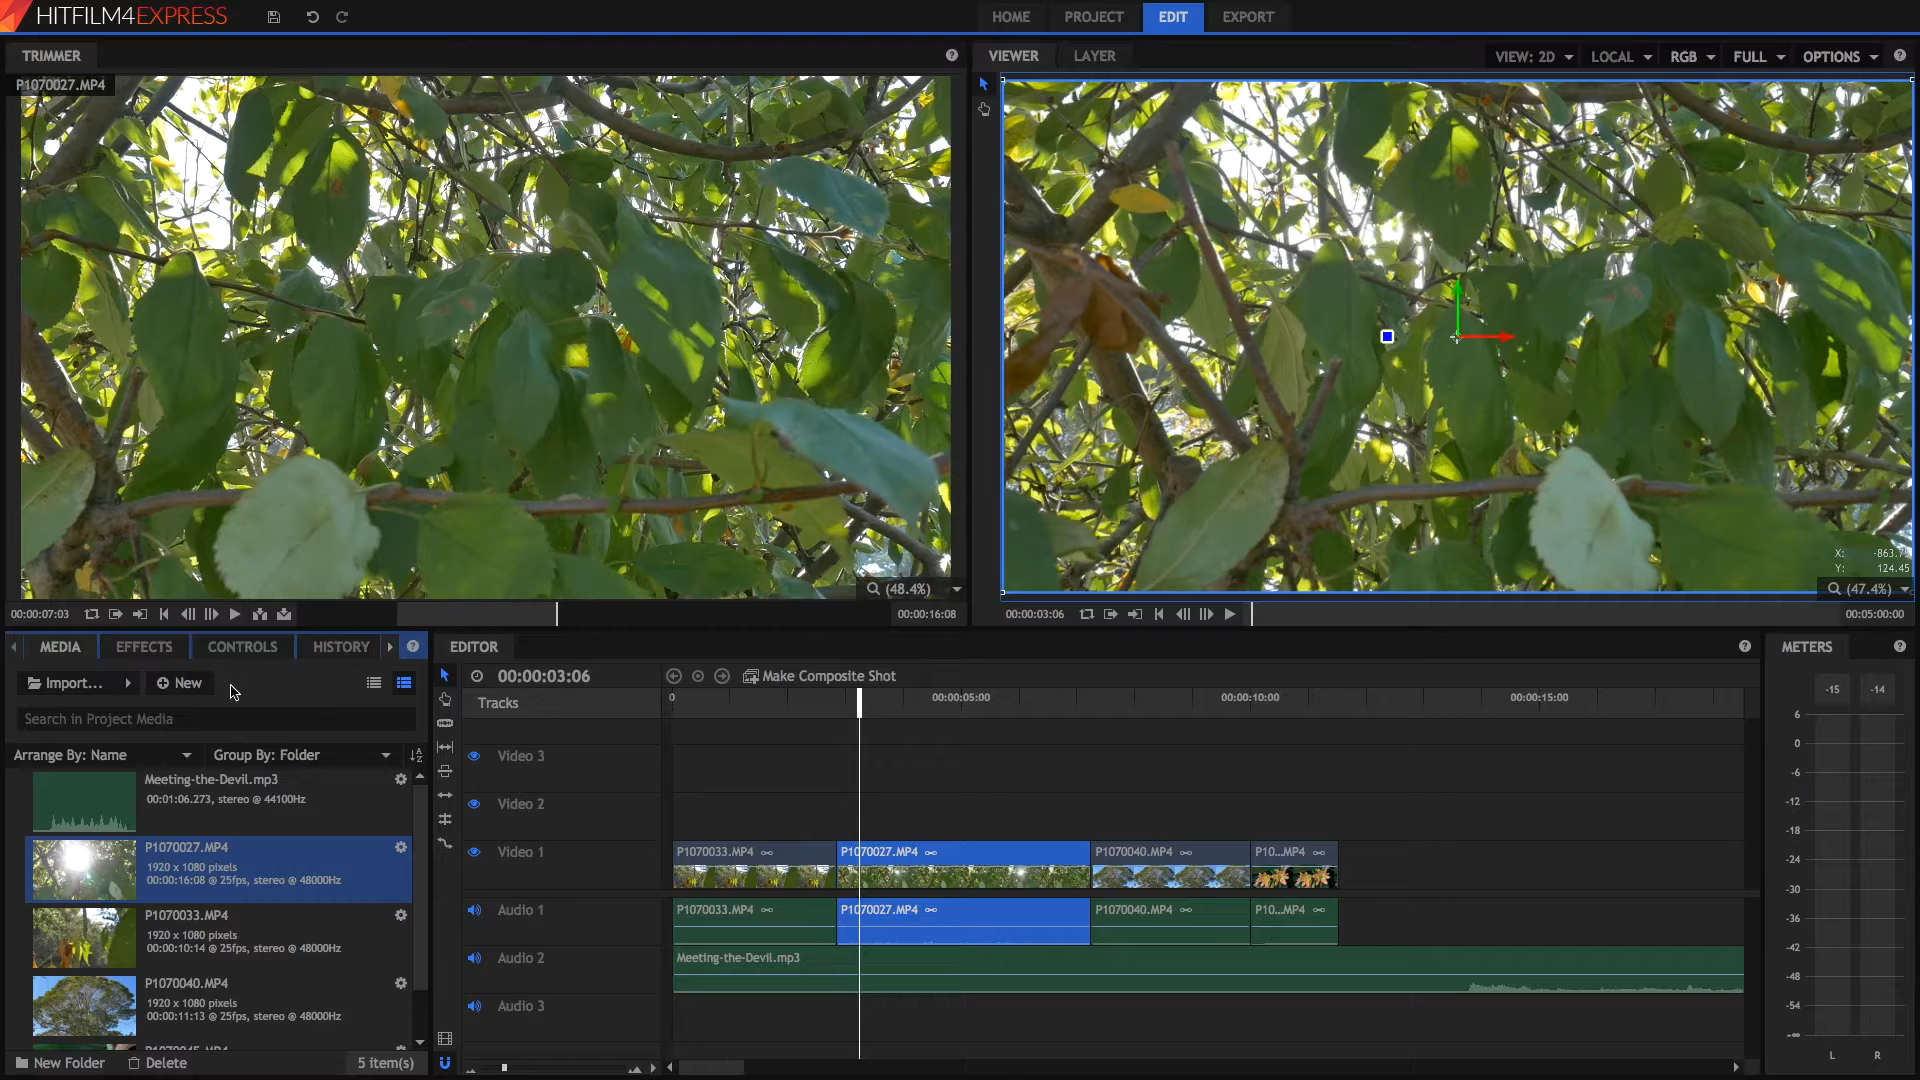 HITFILM4EXPRESS
HOME PROJECT EDIT EXPORT
TRIMMER
P1070027.MP4
(48.4%)
00:00:07:03
00:00:16:08
VIEWER LAYER VIEW: 2D LOCAL RGB FULL OPTIONS
X: -863.75
Y: 124.45
(47.4%)
00:00:03:06
00:05:00:00
MEDIA EFFECTS CONTROLS HISTORY
Import... New
Search in Project Media
Arrange By: Name Group By: Folder
Meeting-the-Devil.mp3
00:01:06.273, stereo @ 44100Hz
P1070027.MP4
1920 x 1080 pixels
00:00:16:08 @ 25fps, stereo @ 48000Hz
P1070033.MP4
1920 x 1080 pixels
00:00:10:14 @ 25fps, stereo @ 48000Hz
P1070040.MP4
1920 x 1080 pixels
00:00:11:13 @ 25fps, stereo @ 48000Hz
New Folder Delete 5 item(s)
EDITOR
00:00:03:06 Make Composite Shot
Tracks 0 00:00:05:00 00:00:10:00 00:00:15:00
Video 3
Video 2
Video 1 P1070033.MP4 P1070027.MP4 P1070040.MP4 P10...MP4
Audio 1 P1070033.MP4 P1070027.MP4 P1070040.MP4 P10...MP4
Audio 2 Meeting-the-Devil.mp3
Audio 3
METERS
-15 -14
6
0
-6
-12
-18
-24
-30
-36
-42
-48
-54
-∞
L R